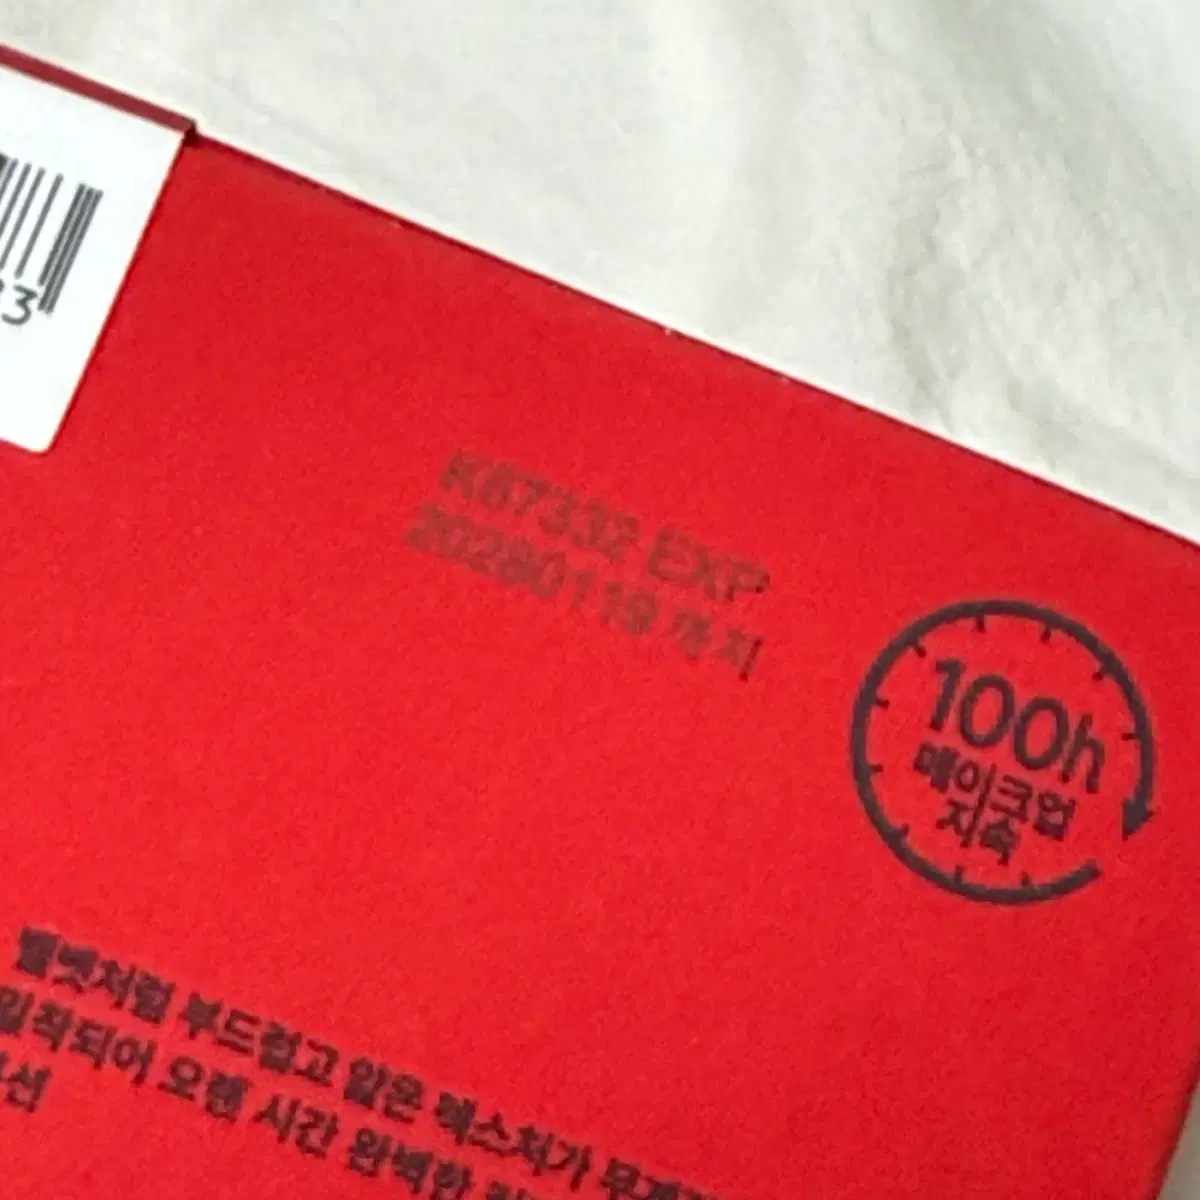 3
K67332 EXP
20280119 까지
100h
메이크업
지속
벨벳처럼 부드럽고 얇은 텍스처가
밀착되어 오랜 시간 완벽한